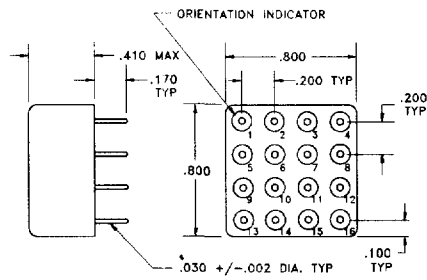 ORIENTATION INDICATOR
.410 MAX
.800
.170
TYP
.200 TYP
.200
TYP
1 2 3 4
.800
5 6 7 8
9 10 11 12
13 14 15 16
.100
TYP
.030 +/-.002 DIA. TYP